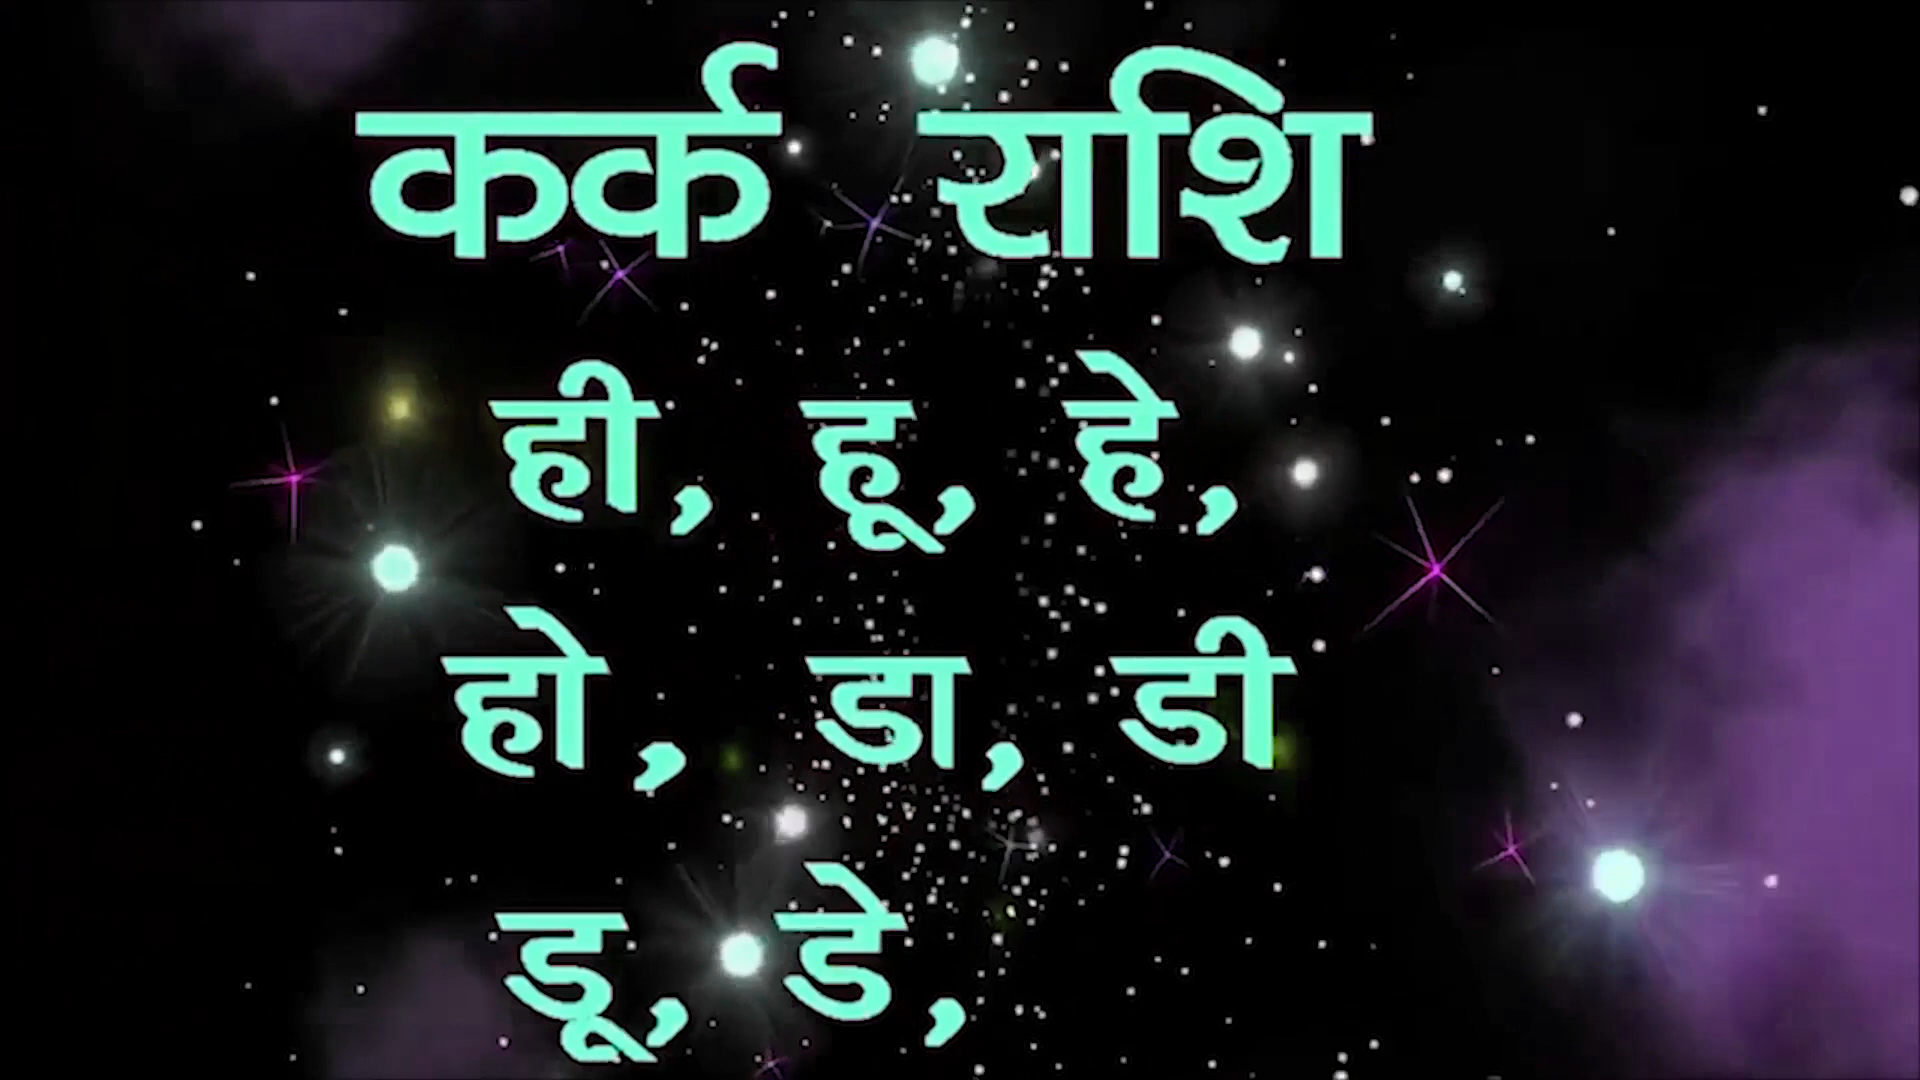 कर्क राशि
ही, हू, हे,
हो, डा, डी
डू, डे,